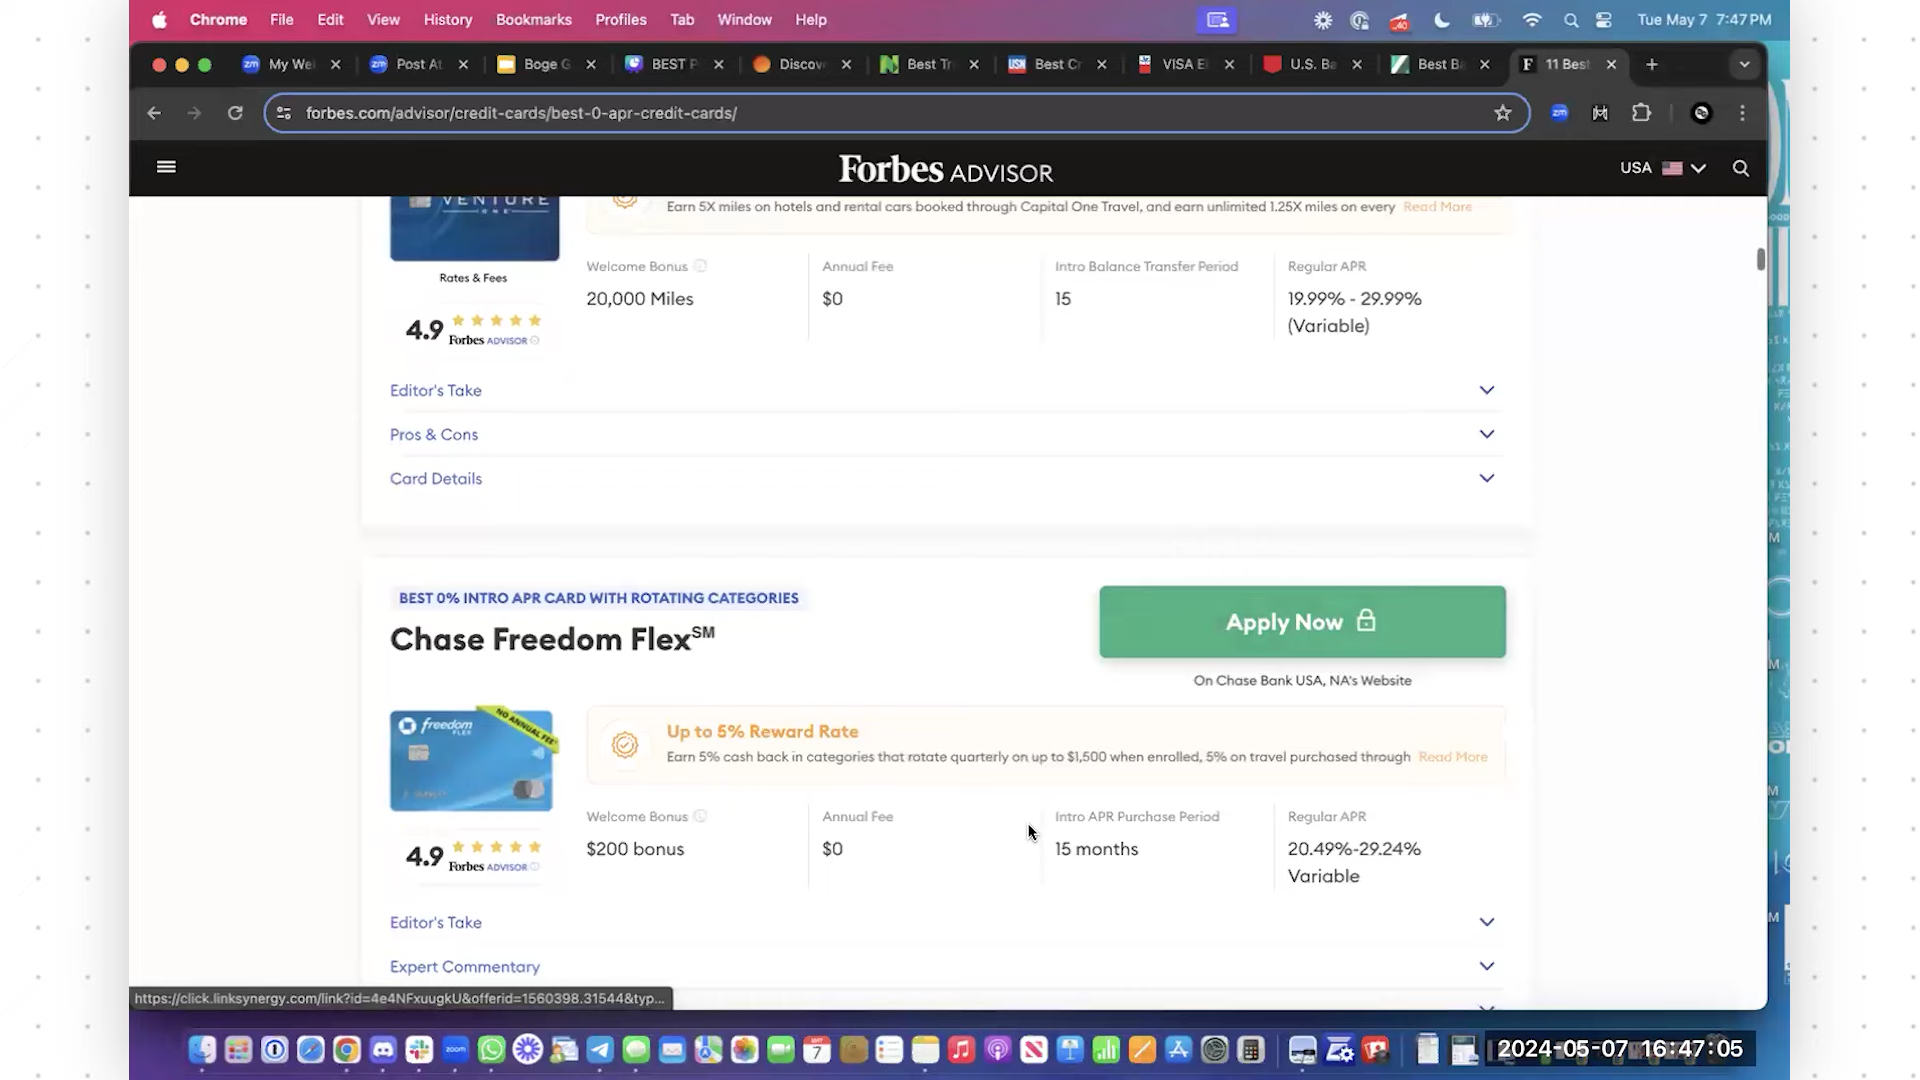 Chrome File Edit View History Bookmarks Profiles Tab Window Help Tue May 7 7:47 PM
My We Post At Boge G BEST P Discov Best Tr Best Cr VISA E U.S. Ba Best Ba 11 Best
forbes.com/advisor/credit-cards/best-0-apr-credit-cards/
Forbes ADVISOR
USA
VENTURE
ONE
Earn 5X miles on hotels and rental cars booked through Capital One Travel, and earn unlimited 1.25X miles on every Read More
Rates & Fees
Welcome Bonus Annual Fee Intro Balance Transfer Period Regular APR
20,000 Miles $0 15 19.99% - 29.99%
(Variable)
4.9 Forbes ADVISOR
Editor's Take
Pros & Cons
Card Details
BEST 0% INTRO APR CARD WITH ROTATING CATEGORIES
Chase Freedom Flex℠
Apply Now
On Chase Bank USA, NA's Website
NO ANNUAL FEE
freedom
FLEX
Up to 5% Reward Rate
Earn 5% cash back in categories that rotate quarterly on up to $1,500 when enrolled, 5% on travel purchased through Read More
Welcome Bonus Annual Fee Intro APR Purchase Period Regular APR
$200 bonus $0 15 months 20.49%-29.24%
Variable
4.9 Forbes ADVISOR
Editor's Take
Expert Commentary
https://click.linksynergy.com/link?id=4e4NFxuugkU&offerid=1560398.31544&typ...
2024-05-07 16:47:05